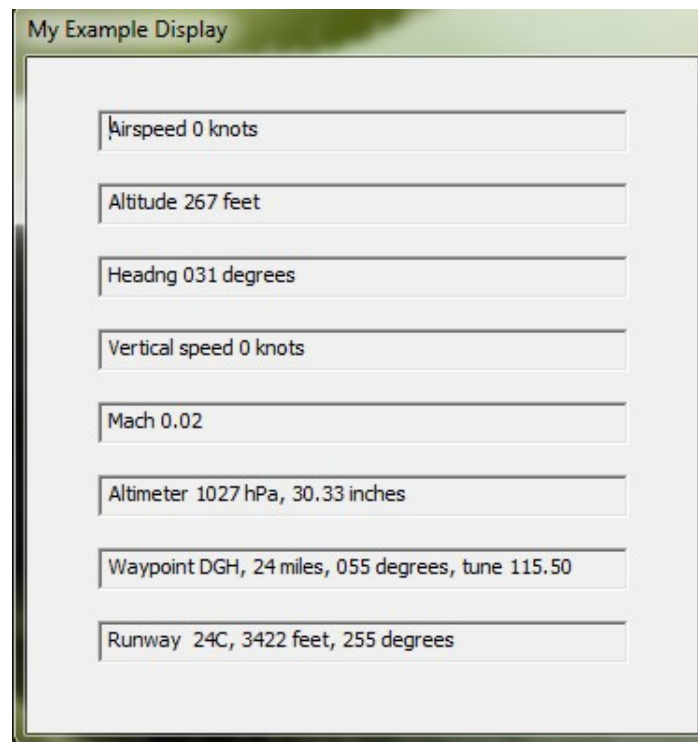 My Example Display
Airspeed 0 knots
Altitude 267 feet
Headng 031 degrees
Vertical speed 0 knots
Mach 0.02
Altimeter 1027 hPa, 30.33 inches
Waypoint DGH, 24 miles, 055 degrees, tune 115.50
Runway  24C, 3422 feet, 255 degrees